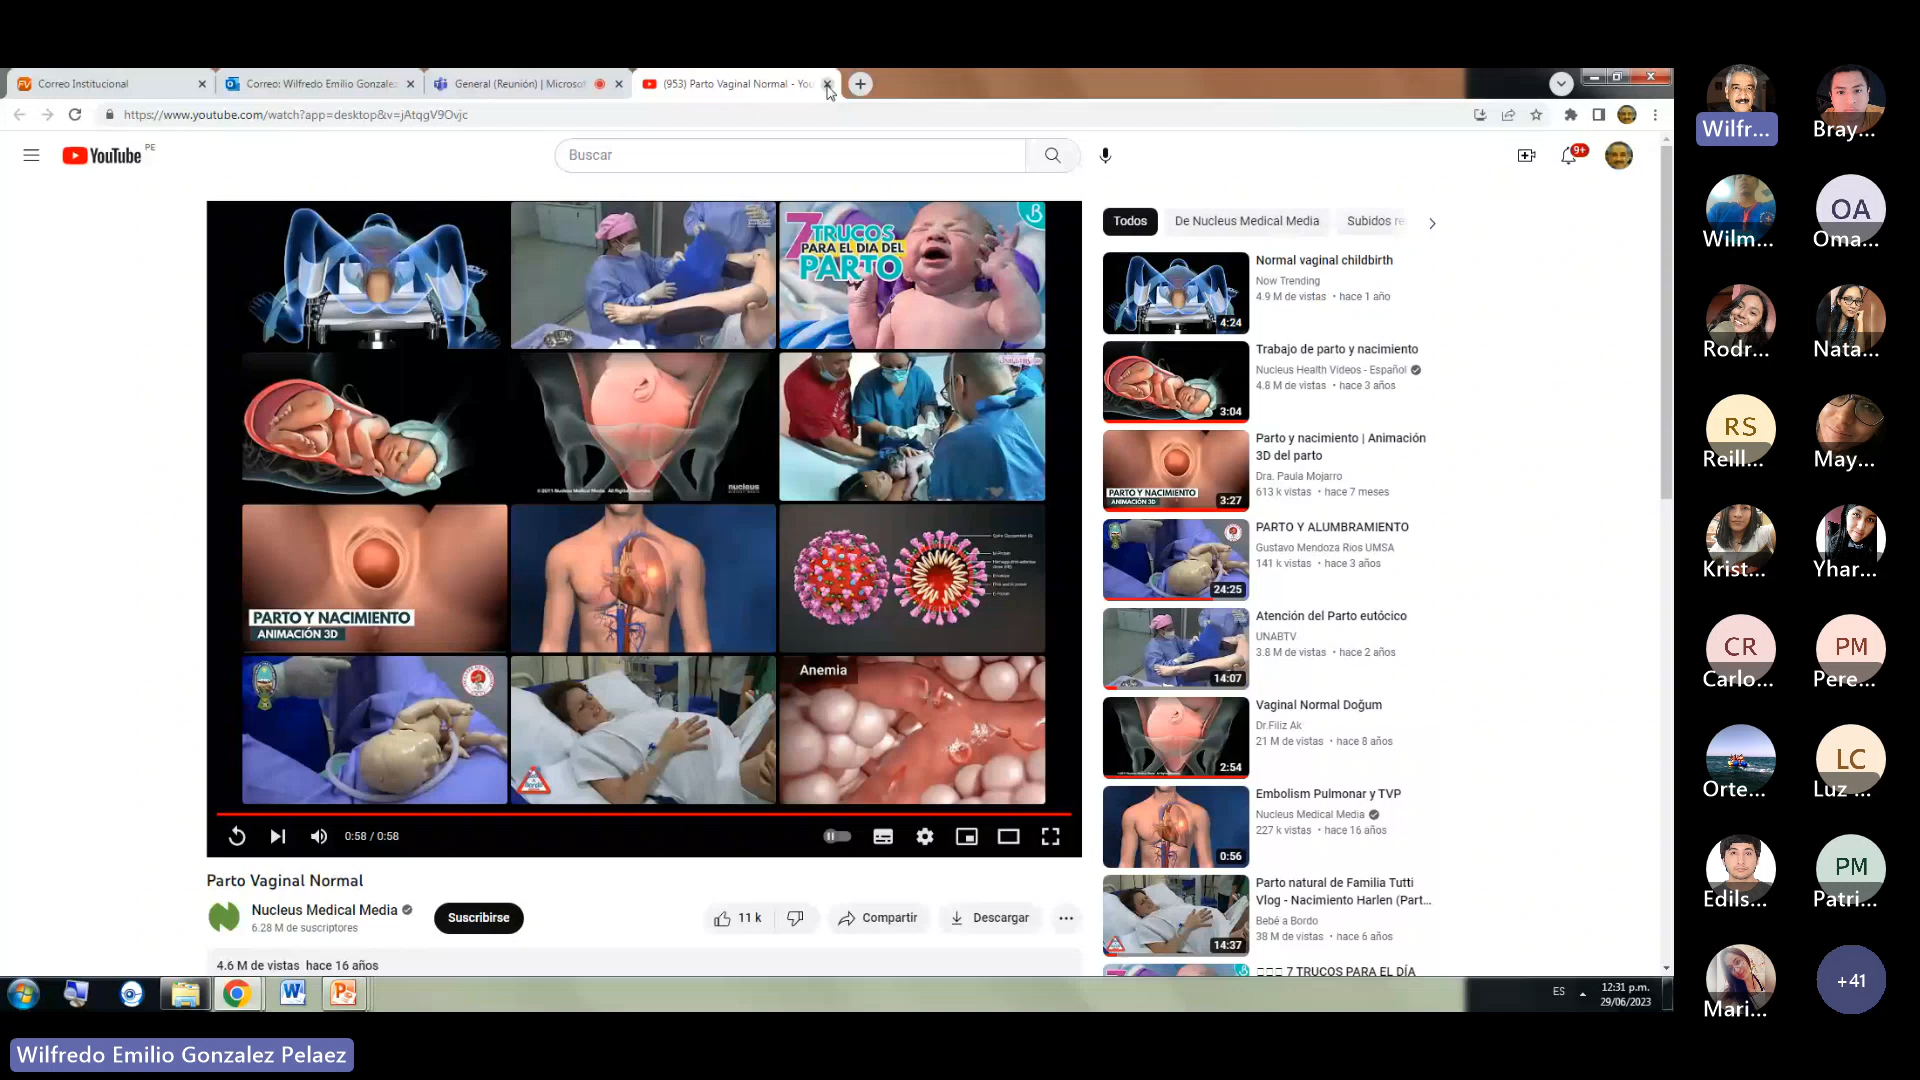 Correo Institucional
Correo: Wilfredo Emilio Gonzalez
General (Reunión) | Microsof
(953) Parto Vaginal Normal - You
https://www.youtube.com/watch?app=desktop&v=jAtqgV9Ovjc
YouTube PE
Buscar
9+
7 TRUCOS
PARA EL DIA DEL
PARTO
nucleus
PARTO Y NACIMIENTO
ANIMACIÓN 3D
Anemia
0:58 / 0:58
Parto Vaginal Normal
Nucleus Medical Media
6.28 M de suscriptores
Suscribirse
11 k
Compartir
Descargar
4.6 M de vistas hace 16 años
Todos
De Nucleus Medical Media
Subidos re
Normal vaginal childbirth
Now Trending
4.9 M de vistas • hace 1 año
4:24
Trabajo de parto y nacimiento
Nucleus Health Videos - Español
4.8 M de vistas • hace 3 años
3:04
Parto y nacimiento | Animación
3D del parto
Dra. Paula Mojarro
613 k vistas • hace 7 meses
PARTO Y NACIMIENTO
ANIMACIÓN 3D
3:27
PARTO Y ALUMBRAMIENTO
Gustavo Mendoza Rios UMSA
141 k vistas • hace 3 años
24:25
Atención del Parto eutócico
UNABTV
3.8 M de vistas • hace 2 años
14:07
Vaginal Normal Doğum
Dr.Filiz Ak
21 M de vistas • hace 8 años
2:54
Embolism Pulmonar y TVP
Nucleus Medical Media
227 k vistas • hace 16 años
0:56
Parto natural de Familia Tutti
Vlog - Nacimiento Harlen (Part...
Bebé a Bordo
38 M de vistas • hace 6 años
14:37
7 TRUCOS PARA EL DÍA
ES
12:31 p.m.
29/06/2023
Wilfr...
Bray...
Wilm...
OA
Oma...
Rodr...
Nata...
RS
Reill...
May...
Krist...
Yhar...
CR
Carlo...
PM
Pere...
Orte...
LC
Luz ...
Edils...
PM
Patri...
Mari...
+41
Wilfredo Emilio Gonzalez Pelaez